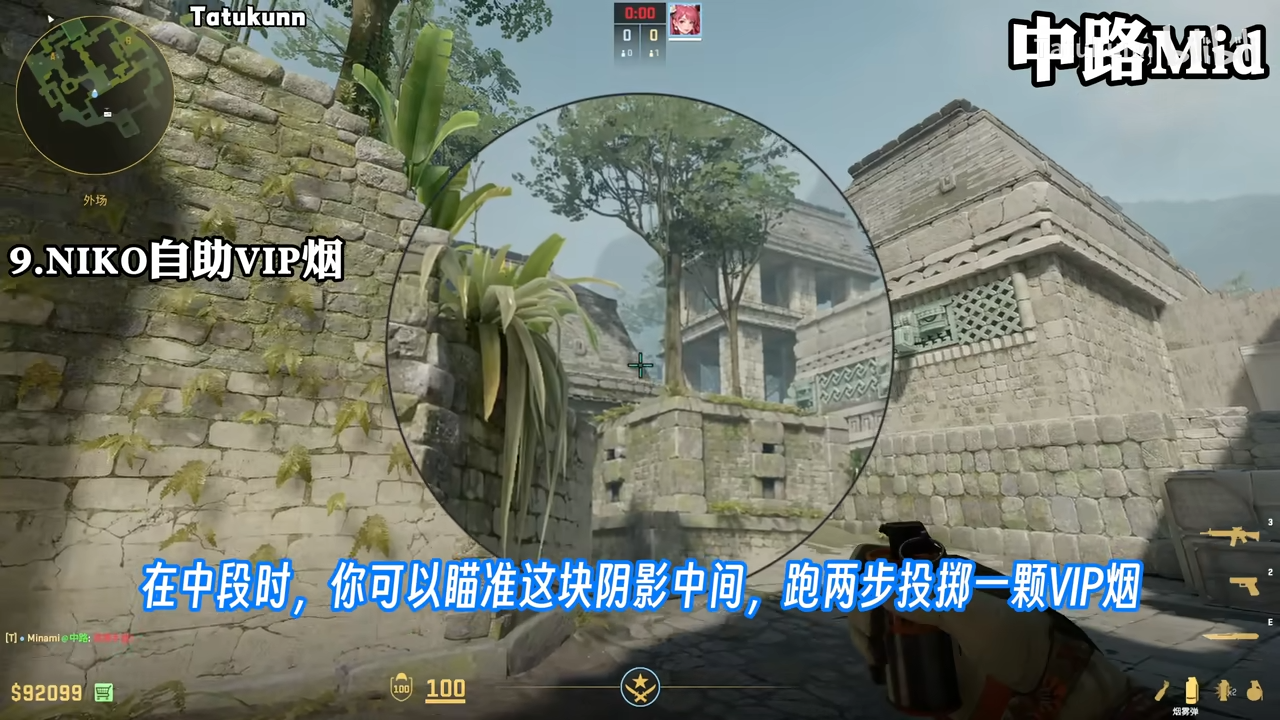 Tatukunn
0:00
0 0
0 1
中路Mid
外场
9.NIKO自助VIP烟
3
2
E
在中段时，你可以瞄准这块阴影中间，跑两步投掷一颗VIP烟
[T] Minami@中路:
$92099
100
100
x2
烟雾弹